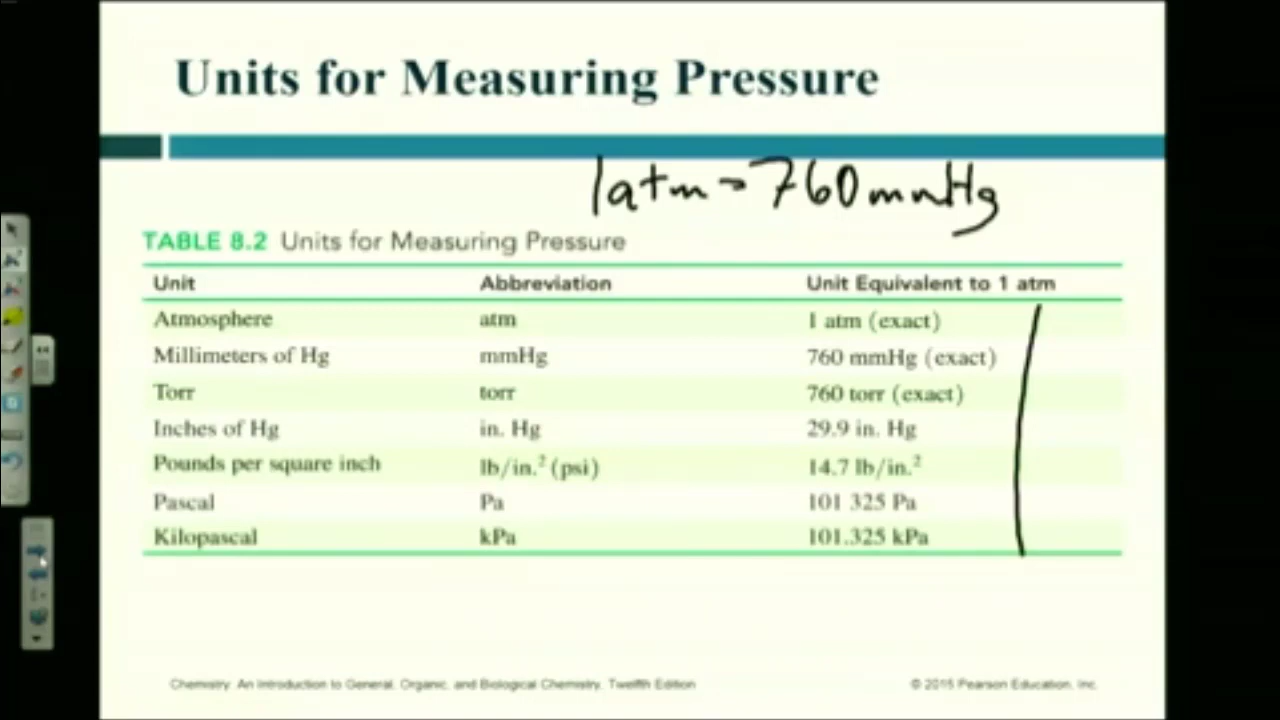 Units for Measuring Pressure
1 atm = 760 mmHg
TABLE 8.2 Units for Measuring Pressure
Unit Abbreviation Unit Equivalent to 1 atm
Atmosphere atm 1 atm (exact)
Millimeters of Hg mmHg 760 mmHg (exact)
Torr torr 760 torr (exact)
Inches of Hg in. Hg 29.9 in. Hg
Pounds per square inch lb/in.² (psi) 14.7 lb/in.²
Pascal Pa 101 325 Pa
Kilopascal kPa 101.325 kPa
Chemistry: An Introduction to General, Organic, and Biological Chemistry, Twelfth Edition © 2015 Pearson Education, Inc.